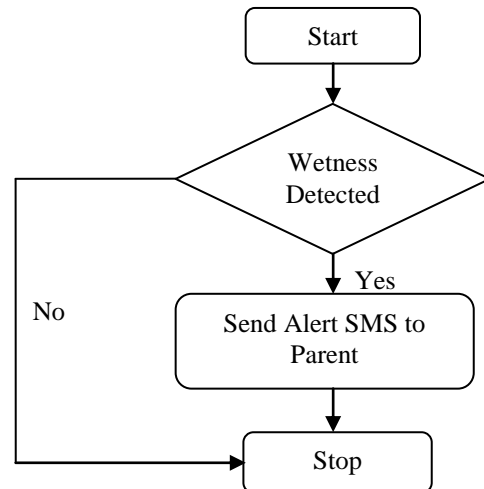 Start
Wetness
Detected
Yes
No
Send Alert SMS to
Parent
Stop